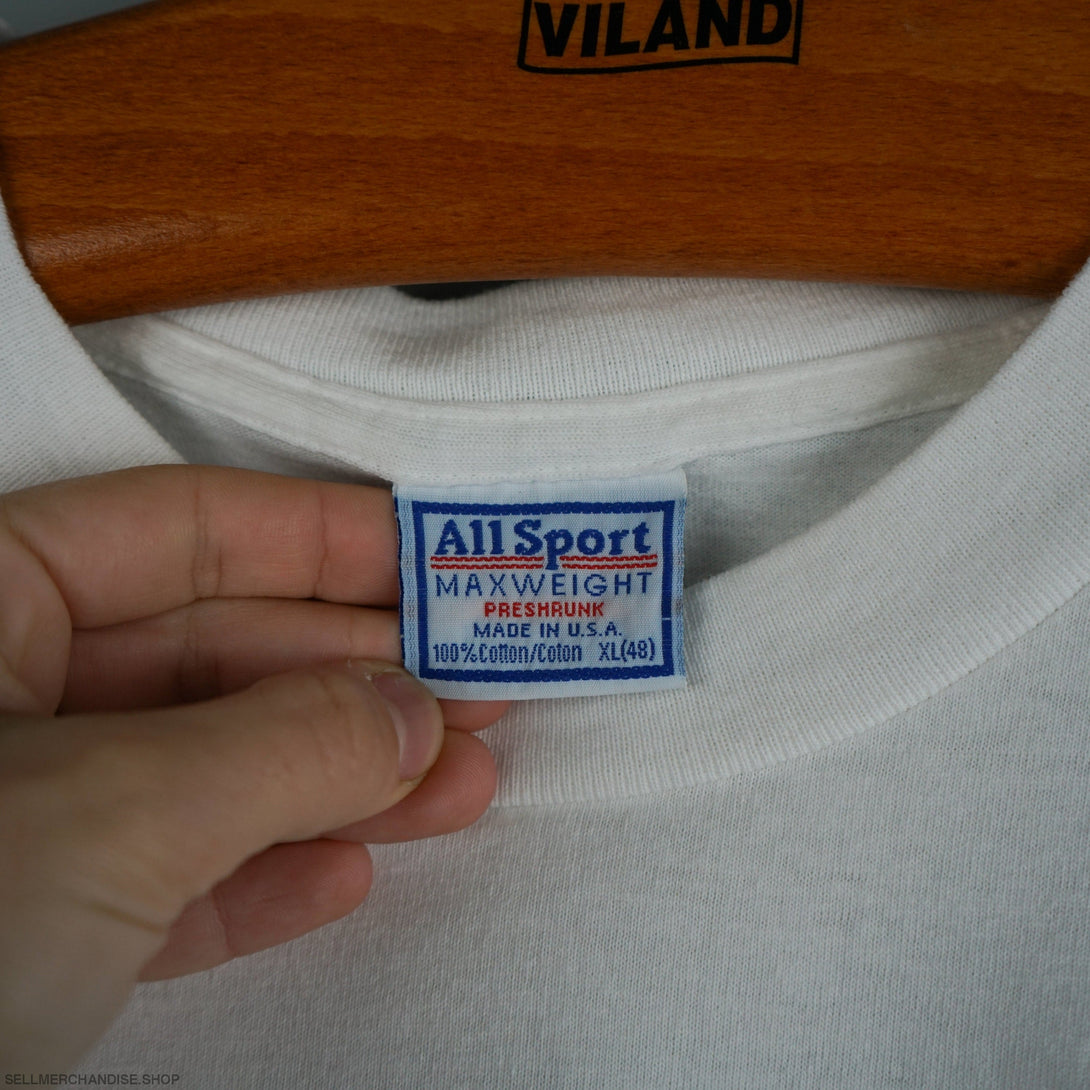 VILAND
All Sport
MAXWEIGHT
PRESHRUNK
MADE IN U.S.A.
100% Cotton/Coton XL(48)
SELLMERCHANDISE.SHOP